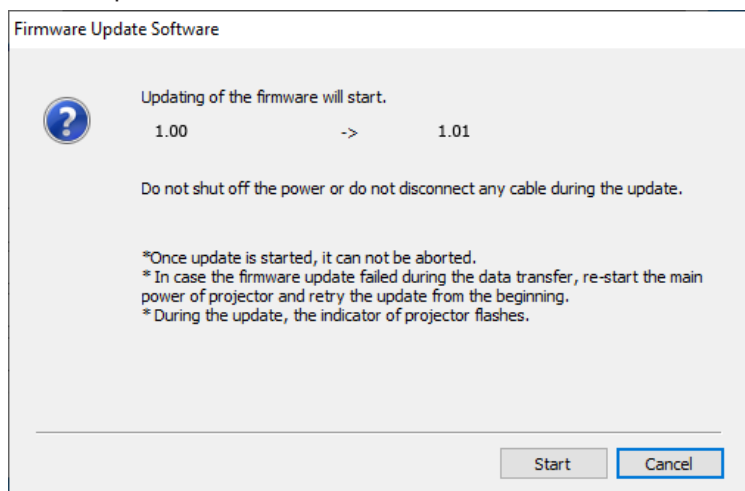 Firmware Update Software
Updating of the firmware will start.
1.00 -> 1.01
Do not shut off the power or do not disconnect any cable during the update.
*Once update is started, it can not be aborted.
* In case the firmware update failed during the data transfer, re-start the main
power of projector and retry the update from the beginning.
* During the update, the indicator of projector flashes.
Start Cancel